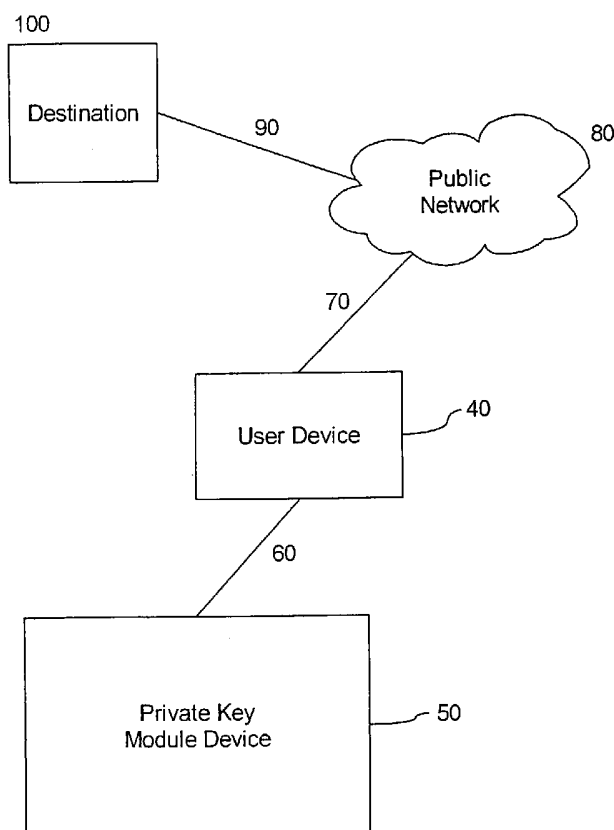 100
Destination
90
80
Public
Network
70
User Device
40
60
Private Key
Module Device
50